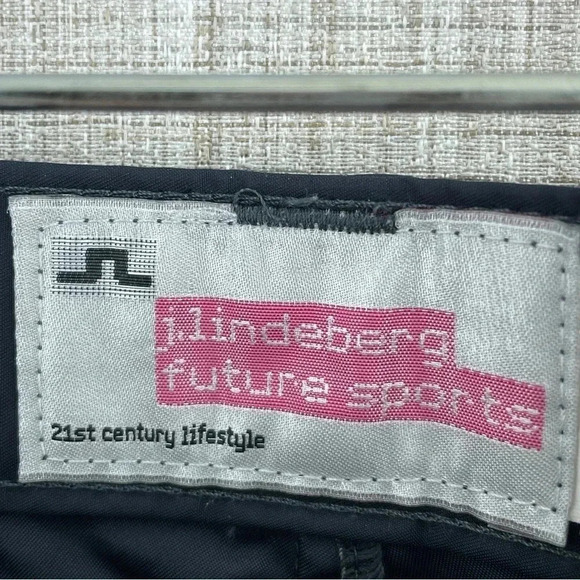 j.lindeberg
future sports
21st century lifestyle